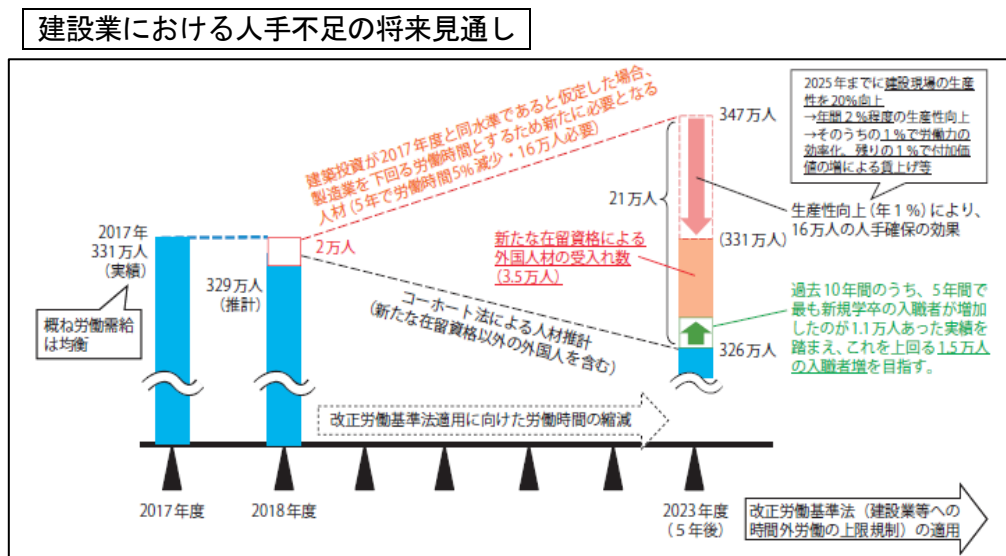 建設業における人手不足の将来見通し
建築投資が2017年度と同水準であると仮定した場合、
製造業を下回る労働時間とするため新たに必要となる
人材(5年で労働時間5%減少・16万人必要)
2025年までに建設現場の生産
性を20%向上
→年間2%程度の生産性向上
→そのうちの1%で労働力の
効率化、残りの1%で付加価
値の増による賃上げ等
347万人
21万人
生産性向上(年1%)により、
16万人の人手確保の効果
(331万人)
2017年
331万人
(実績)
2万人
329万人
(推計)
新たな在留資格による
外国人材の受入れ数
(3.5万人)
概ね労働需給
は均衡
コーホート法による人材推計
(新たな在留資格以外の外国人を含む)
過去10年間のうち、5年間で
最も新規学卒の入職者が増加
したのが1.1万人あった実績を
踏まえ、これを上回る1.5万人
の入職者増を目指す。
326万人
改正労働基準法適用に向けた労働時間の縮減
2017年度
2018年度
2023年度
(5年後)
改正労働基準法(建設業等への
時間外労働の上限規制)の適用